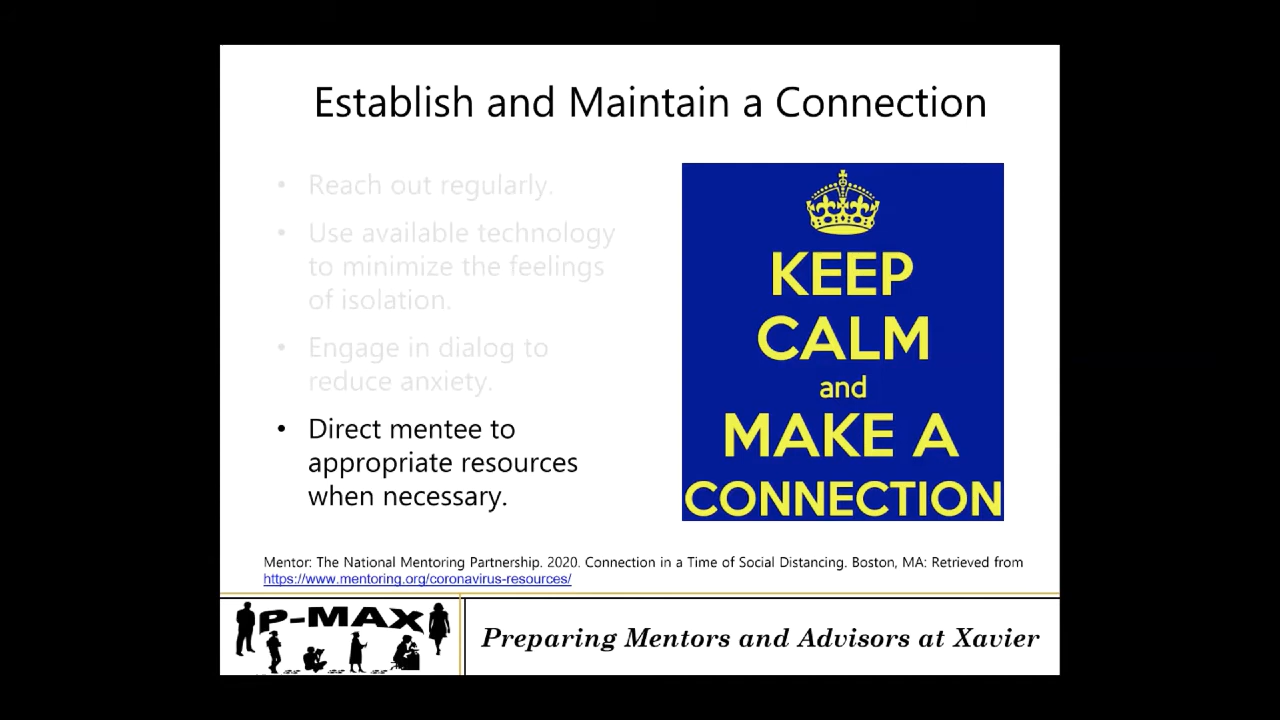 Establish and Maintain a Connection
• Reach out regularly.
• Use available technology
to minimize the feelings
of isolation.
• Engage in dialog to
reduce anxiety.
• Direct mentee to
appropriate resources
when necessary.
KEEP
CALM
and
MAKE A
CONNECTION
Mentor: The National Mentoring Partnership. 2020. Connection in a Time of Social Distancing. Boston, MA: Retrieved from
https://www.mentoring.org/coronavirus-resources/
P-MAX
Preparing Mentors and Advisors at Xavier